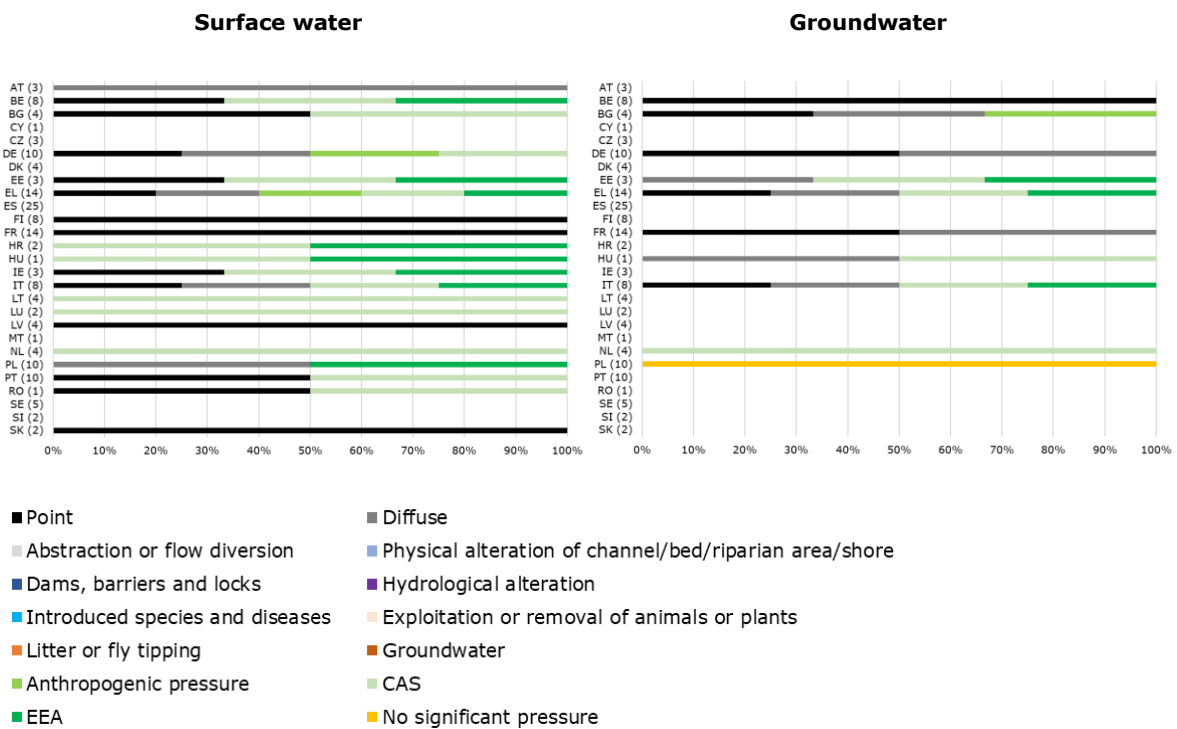 Surface water
Groundwater
AT (3)
BE (8)
BG (4)
CY (1)
CZ (3)
DE (10)
DK (4)
EE (3)
EL (14)
ES (25)
FI (8)
FR (14)
HR (2)
HU (1)
IE (3)
IT (8)
LT (4)
LU (2)
LV (4)
MT (1)
NL (4)
PL (10)
PT (10)
RO (1)
SE (5)
SI (2)
SK (2)
0% 10% 20% 30% 40% 50% 60% 70% 80% 90% 100%
AT (3)
BE (8)
BG (4)
CY (1)
CZ (3)
DE (10)
DK (4)
EE (3)
EL (14)
ES (25)
FI (8)
FR (14)
HR (2)
HU (1)
IE (3)
IT (8)
LT (4)
LU (2)
LV (4)
MT (1)
NL (4)
PL (10)
PT (10)
RO (1)
SE (5)
SI (2)
SK (2)
0% 10% 20% 30% 40% 50% 60% 70% 80% 90% 100%
Point
Diffuse
Abstraction or flow diversion
Physical alteration of channel/bed/riparian area/shore
Dams, barriers and locks
Hydrological alteration
Introduced species and diseases
Exploitation or removal of animals or plants
Litter or fly tipping
Groundwater
Anthropogenic pressure
CAS
EEA
No significant pressure